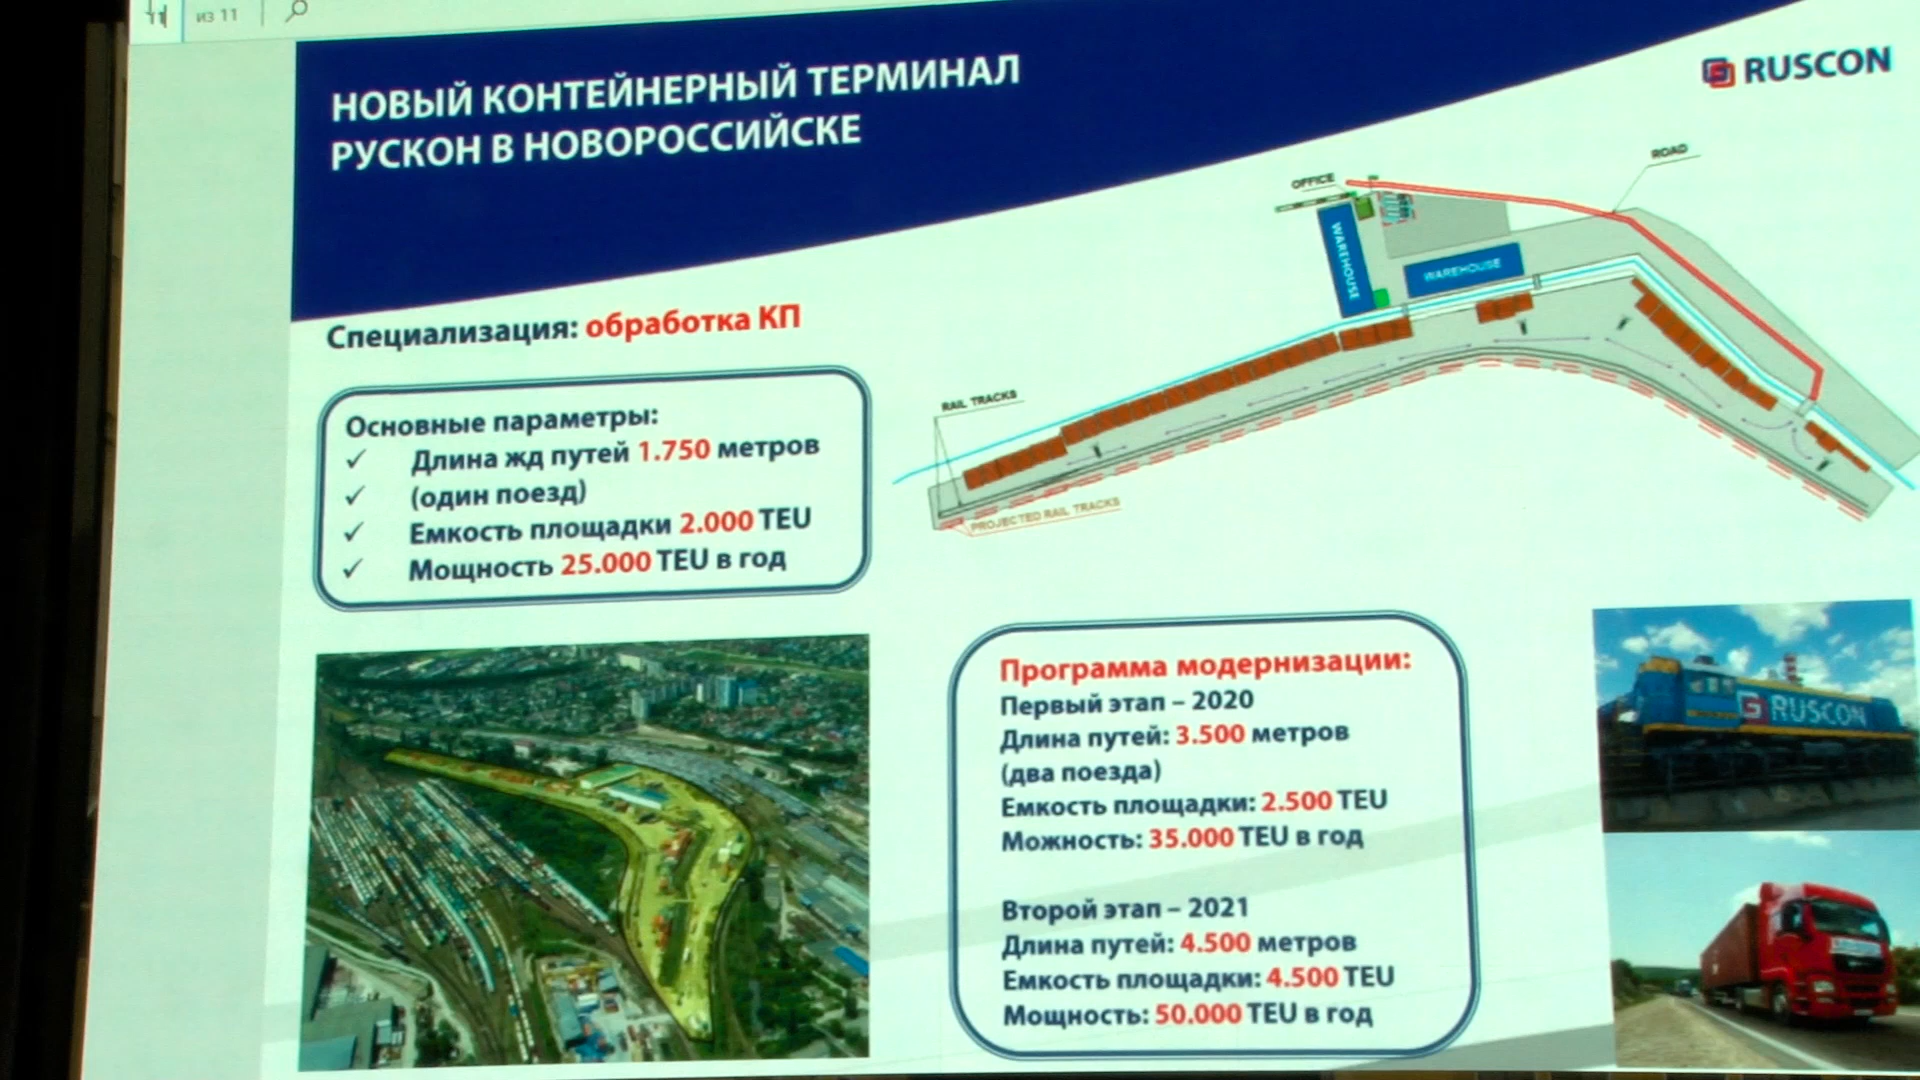 11 из 11
НОВЫЙ КОНТЕЙНЕРНЫЙ ТЕРМИНАЛ
РУСКОН В НОВОРОССИЙСКЕ
RUSCON
Специализация: обработка КП
Основные параметры:
✓ Длина жд путей 1.750 метров
✓ (один поезд)
✓ Емкость площадки 2.000 TEU
✓ Мощность 25.000 TEU в год
OFFICE
ROAD
WAREHOUSE
WAREHOUSE
RAIL TRACKS
PROJECTED RAIL TRACKS
Программа модернизации:
Первый этап – 2020
Длина путей: 3.500 метров
(два поезда)
Емкость площадки: 2.500 TEU
Можность: 35.000 TEU в год
Второй этап – 2021
Длина путей: 4.500 метров
Емкость площадки: 4.500 TEU
Мощность: 50.000 TEU в год
RUSCON